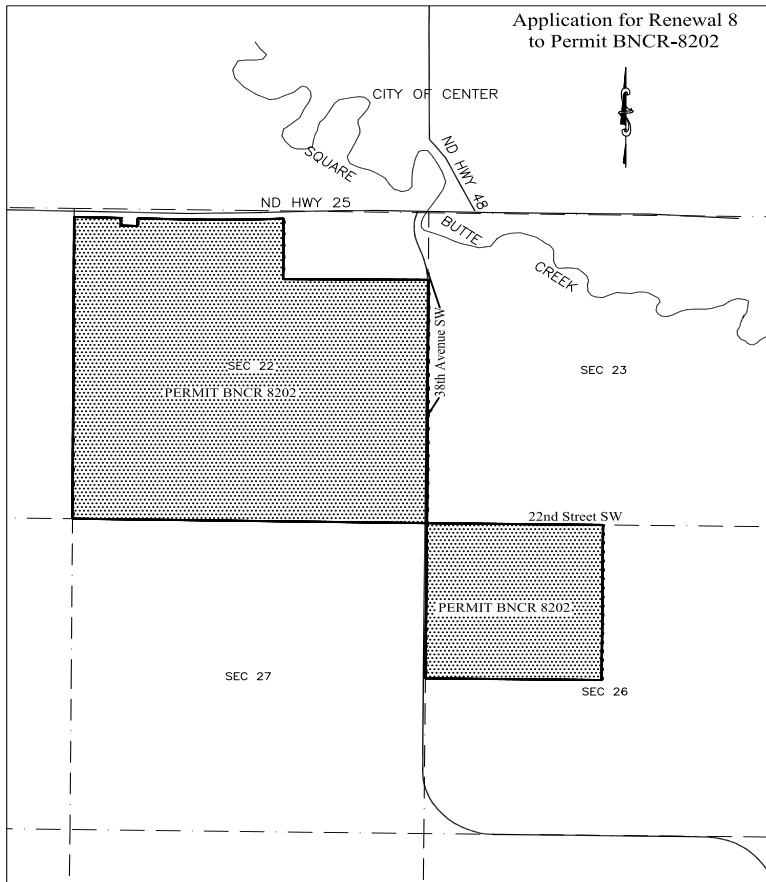 Application for Renewal 8
to Permit BNCR-8202
CITY OF CENTER
ND HWY 48
SQUARE
ND HWY 25
BUTTE
CREEK
38th Avenue SW
SEC 22
PERMIT BNCR 8202
SEC 23
22nd Street SW
PERMIT BNCR 8202
SEC 27
SEC 26